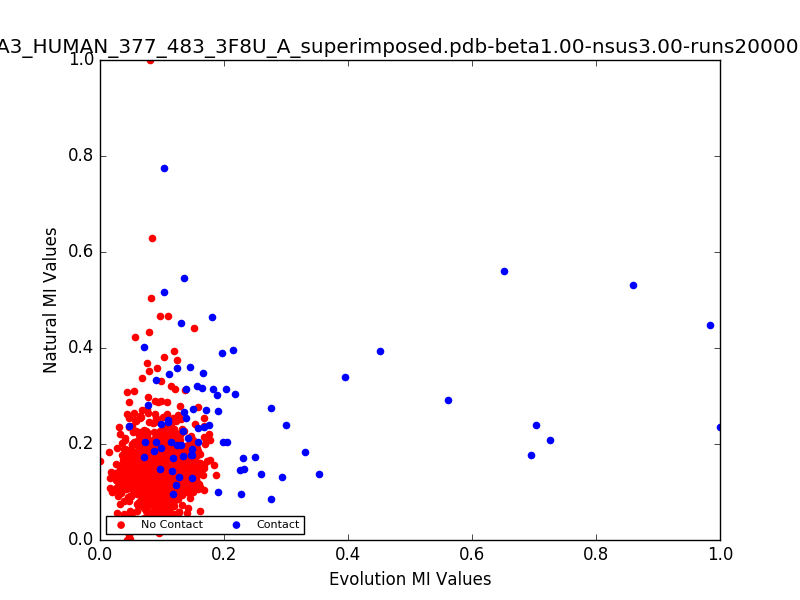 A3_HUMAN_377_483_3F8U_A_superimposed.pdb-beta1.00-nsus3.00-runs20000
1.0
0.8
0.6
0.4
0.2
0.0
Natural MI Values
No Contact Contact
0.0 0.2 0.4 0.6 0.8 1.0
Evolution MI Values